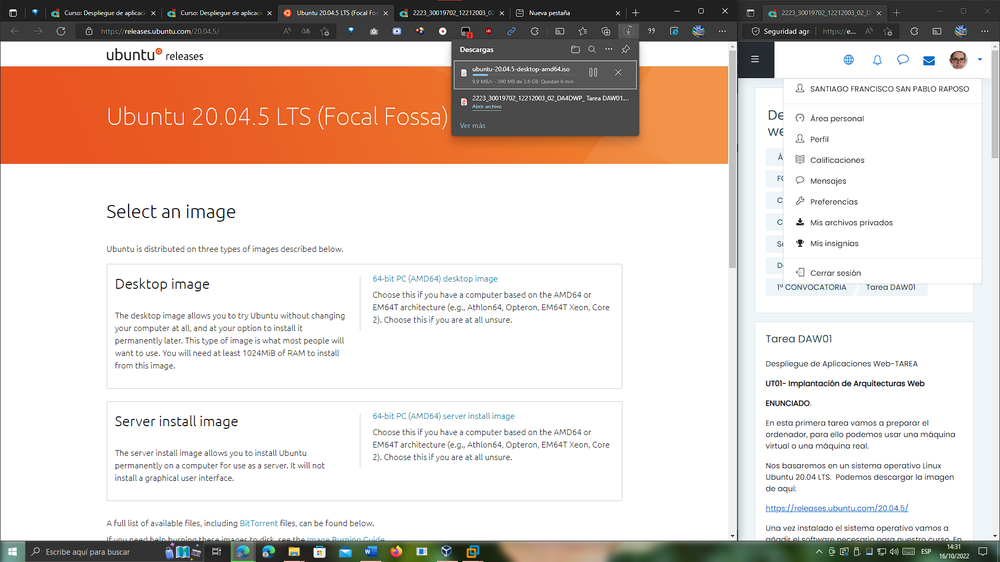 Curso: Despliegue de aplicaci
Curso: Despliegue de aplicaci
Ubuntu 20.04.5 LTS (Focal Fos
2223_30019702_12212003_02
Nueva pestaña
2223_30019702_12212003_02_D
https://releases.ubuntu.com/20.04.5/
Seguridad agr
https://e...
ubuntu releases
Descargas
ubuntu-20.04.5-desktop-amd64.iso
9,9 MB/s - 390 MB de 3,6 GB, Quedan 6 min
2223_30019702_12212003_02_DA4DWP_ Tarea DAW01....
Abrir archivo
Ver más
Ubuntu 20.04.5 LTS (Focal Fossa)
Select an image
Ubuntu is distributed on three types of images described below.
Desktop image
The desktop image allows you to try Ubuntu without changing
your computer at all, and at your option to install it
permanently later. This type of image is what most people will
want to use. You will need at least 1024MiB of RAM to install
from this image.
64-bit PC (AMD64) desktop image
Choose this if you have a computer based on the AMD64 or
EM64T architecture (e.g., Athlon64, Opteron, EM64T Xeon, Core
2). Choose this if you are at all unsure.
Server install image
The server install image allows you to install Ubuntu
permanently on a computer for use as a server. It will not
install a graphical user interface.
64-bit PC (AMD64) server install image
Choose this if you have a computer based on the AMD64 or
EM64T architecture (e.g., Athlon64, Opteron, EM64T Xeon, Core
2). Choose this if you are at all unsure.
A full list of available files, including BitTorrent files, can be found below.
If you need help burning these images to disk, see the Image Burning Guide
SANTIAGO FRANCISCO SAN PABLO RAPOSO
Área personal
Perfil
Calificaciones
Mensajes
Preferencias
Mis archivos privados
Mis insignias
Cerrar sesión
De
we
Á
FO
C
C
Se
De
1ª CONVOCATORIA
Tarea DAW01
Tarea DAW01
Despliegue de Aplicaciones Web-TAREA
UT01- Implantación de Arquitecturas Web
ENUNCIADO.
En esta primera tarea vamos a preparar el
ordenador, para ello podemos usar una máquina
virtual o una máquina real.
Nos basaremos en un sistema operativo Linux
Ubuntu 20.04 LTS. Podemos descargar la imagen
de aquí:
https://releases.ubuntu.com/20.04.5/
Una vez instalado el sistema operativo vamos a
añadir el software necesario para nuestro curso. En
Escribe aquí para buscar
ESP
14:31
16/10/2022